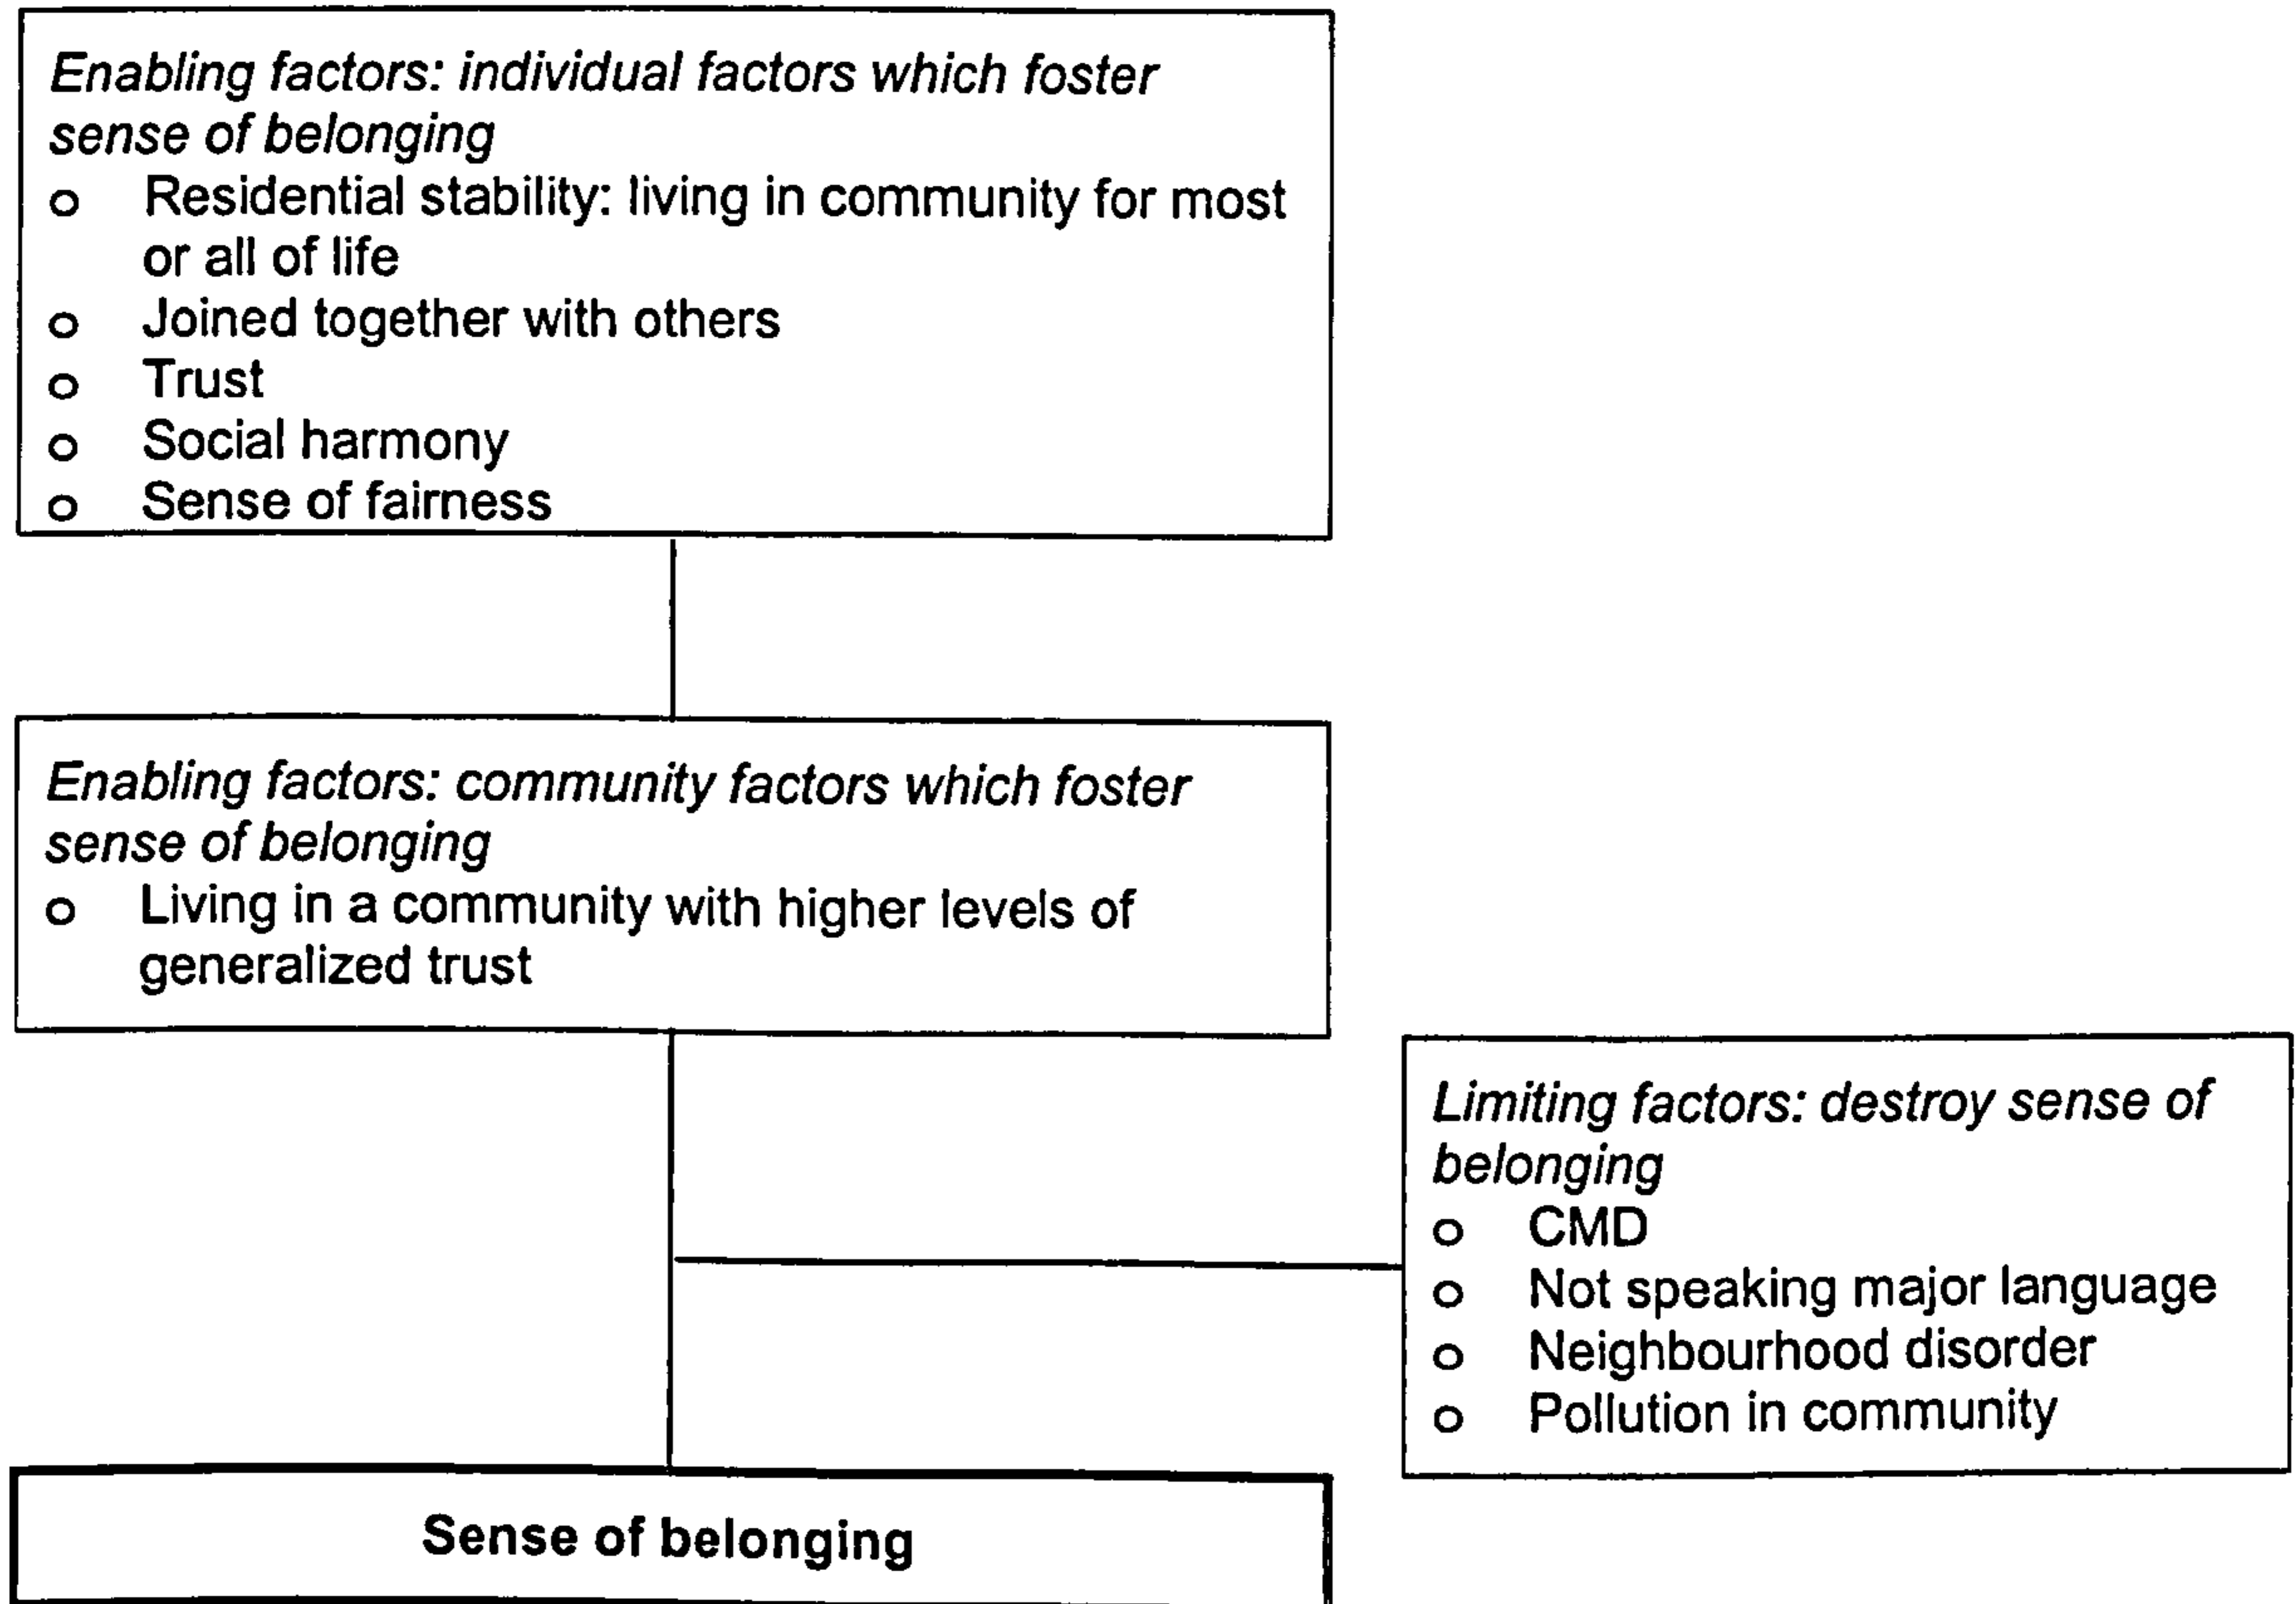 Enabling factors: individual factors which foster
sense of belonging
o Residential stability: living in community for most
or all of life
o Joined together with others
o Trust
o Social harmony
o Sense of fairness
Enabling factors: community factors which foster
sense of belonging
o Living in a community with higher levels of
generalized trust
Limiting factors: destroy sense of
belonging
o CMD
o Not speaking major language
o Neighbourhood disorder
o Pollution in community
Sense of belonging